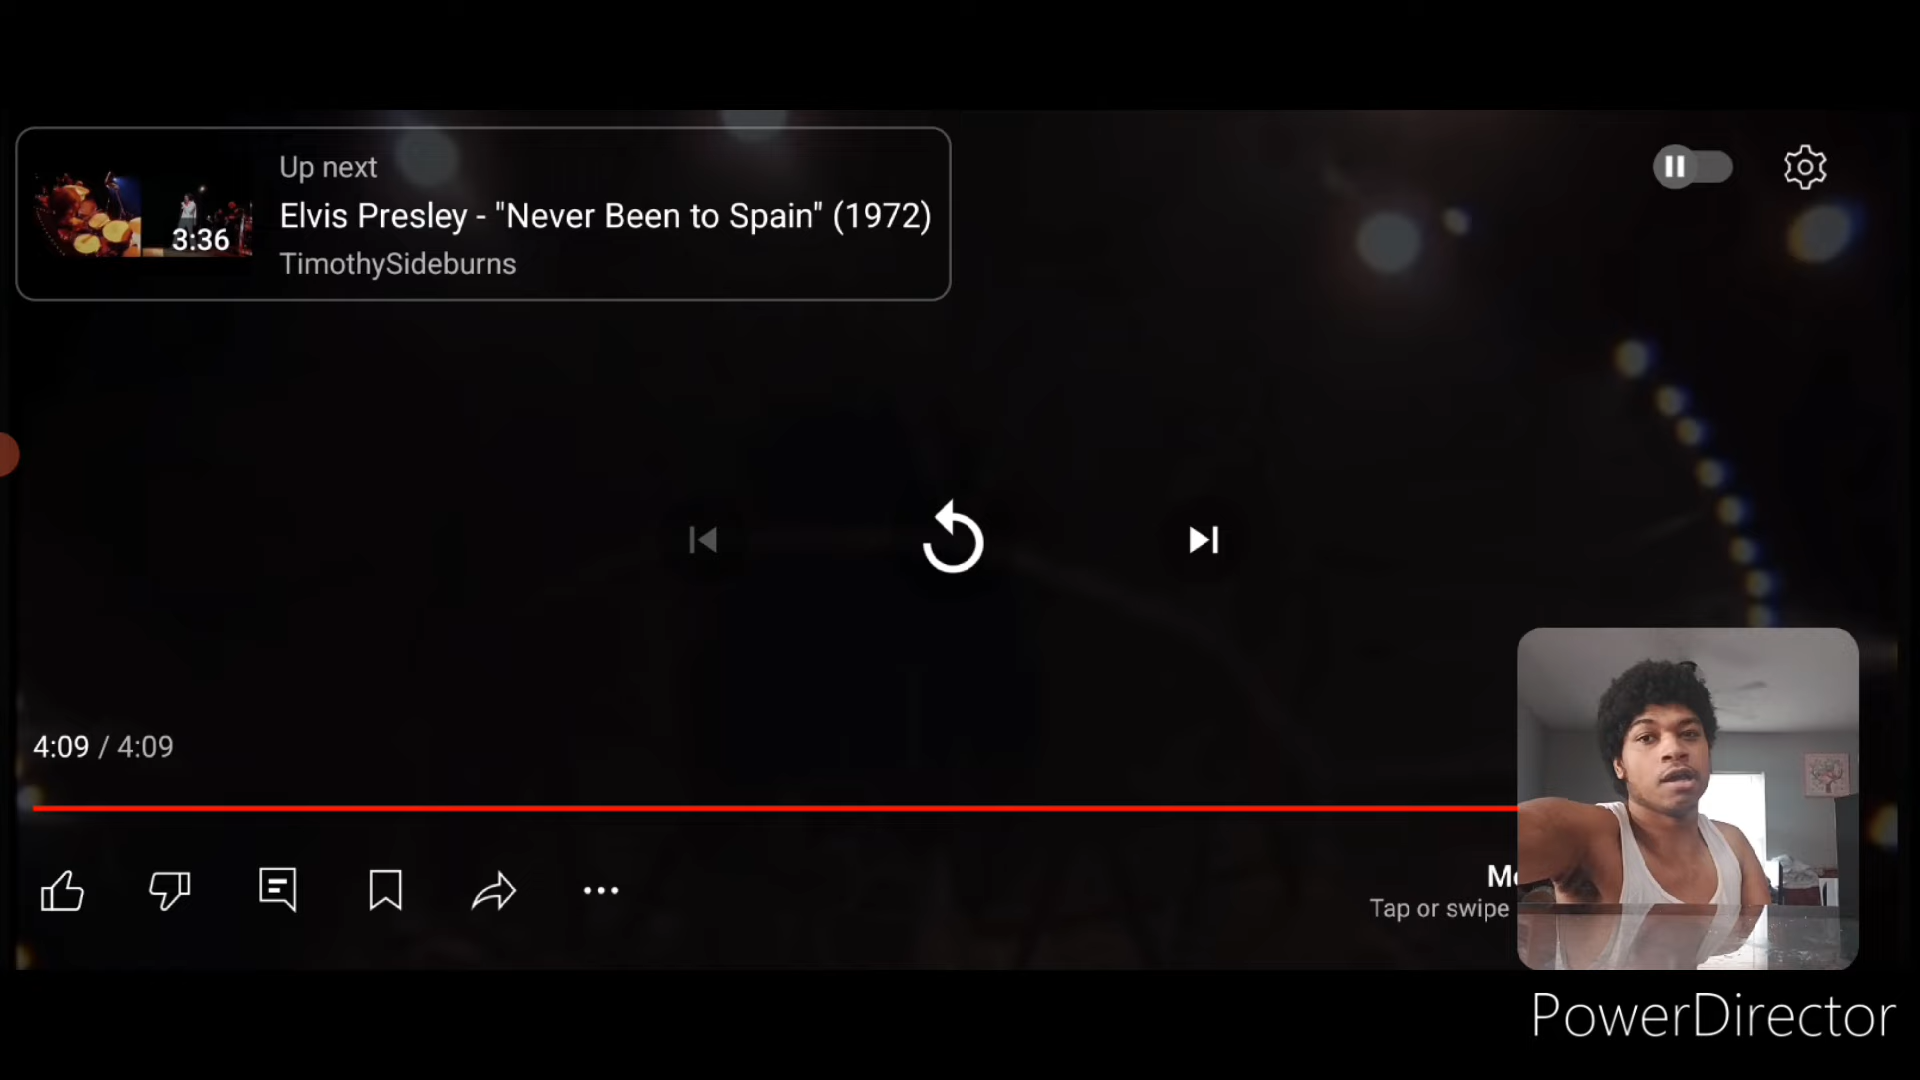 Up next
Elvis Presley - "Never Been to Spain" (1972)
3:36
TimothySideburns
4:09 / 4:09
Tap or swipe
PowerDirector